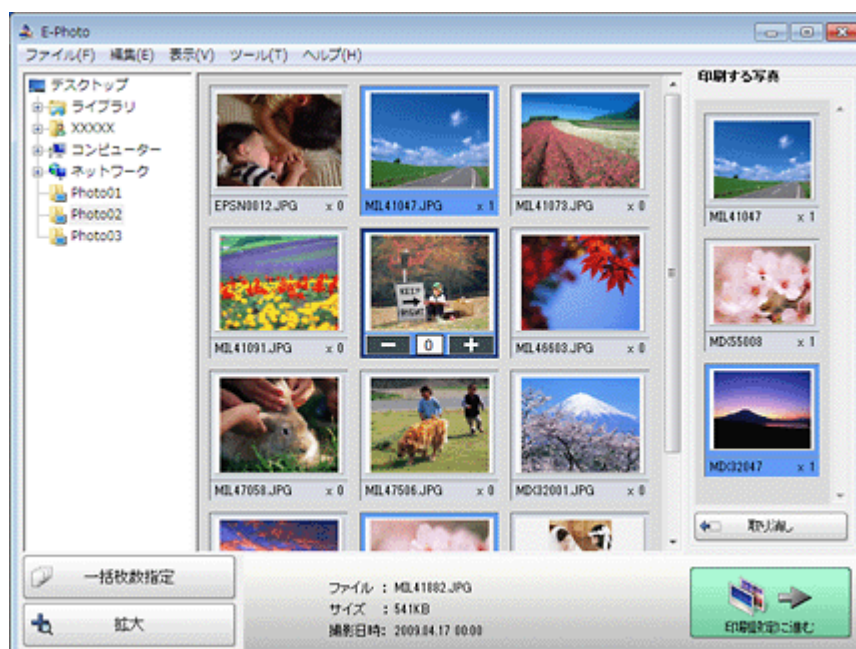 E-Photo
ファイル(F) 編集(E) 表示(V) ツール(T) ヘルプ(H)
デスクトップ
ライブラリ
XXXXX
コンピューター
ネットワーク
Photo01
Photo02
Photo03
EPSN0012.JPG x 0
MIL41047.JPG x 1
MIL41073.JPG x 0
MIL41091.JPG x 0
KEEP
RIGHT
0
MIL46603.JPG x 0
MIL47058.JPG x 0
MIL47506.JPG x 0
MDX32001.JPG x 0
印刷する写真
MIL41047 x 1
MDX55008 x 1
MDX32047 x 1
取り消し
一括枚数指定
拡大
ファイル : MIL41882.JPG
サイズ : 541KB
撮影日時: 2009.04.17 00:00
印刷設定に進む